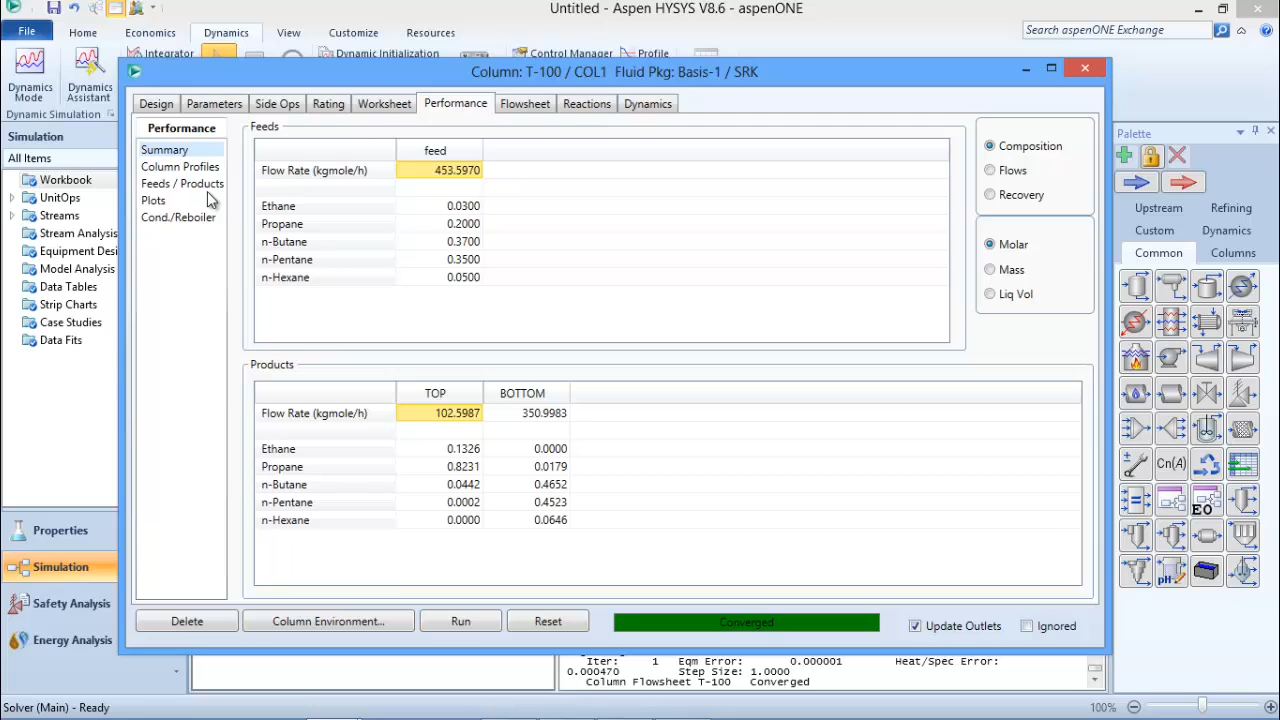 Untitled - Aspen HYSYS V8.6 - aspenONE
File Home Economics Dynamics View Customize Resources
Search aspenONE Exchange
Integrator Dynamic Initialization Control Manager Profile
Dynamics Mode
Dynamics Assistant
Dynamic Simulation
Column: T-100 / COL1 Fluid Pkg: Basis-1 / SRK
Design Parameters Side Ops Rating Worksheet Performance Flowsheet Reactions Dynamics
Simulation
All Items
Workbook
UnitOps
Streams
Stream Analysis
Equipment Desi
Model Analysis
Data Tables
Strip Charts
Case Studies
Data Fits
Properties
Simulation
Safety Analysis
Energy Analysis
Performance
Summary
Column Profiles
Feeds / Products
Plots
Cond./Reboiler
Feeds
feed
Flow Rate (kgmole/h) 453.5970
Ethane 0.0300
Propane 0.2000
n-Butane 0.3700
n-Pentane 0.3500
n-Hexane 0.0500
Composition
Flows
Recovery
Molar
Mass
Liq Vol
Products
TOP BOTTOM
Flow Rate (kgmole/h) 102.5987 350.9983
Ethane 0.1326 0.0000
Propane 0.8231 0.0179
n-Butane 0.0442 0.4652
n-Pentane 0.0002 0.4523
n-Hexane 0.0000 0.0646
Delete Column Environment... Run Reset Converged Update Outlets Ignored
Palette
Upstream Refining
Custom Dynamics
Common Columns
Cn(A)
EO
pH
Iter: 1 Eqm Error: 0.000001 Heat/Spec Error:
0.000470 Step Size: 1.0000
Column Flowsheet T-100 Converged
Solver (Main) - Ready
100%